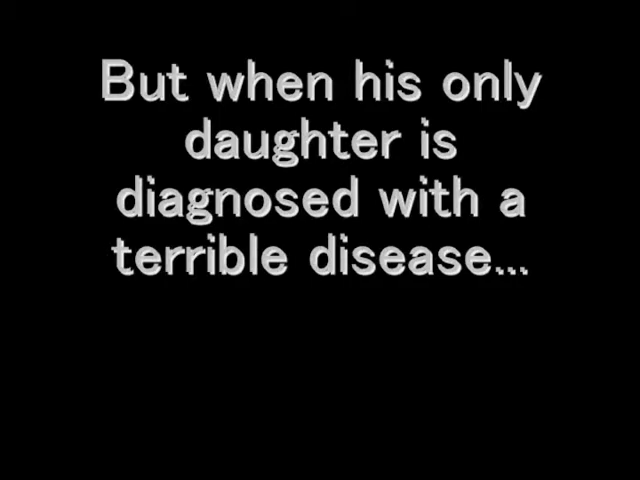 But when his only
daughter is
diagnosed with a
terrible disease...